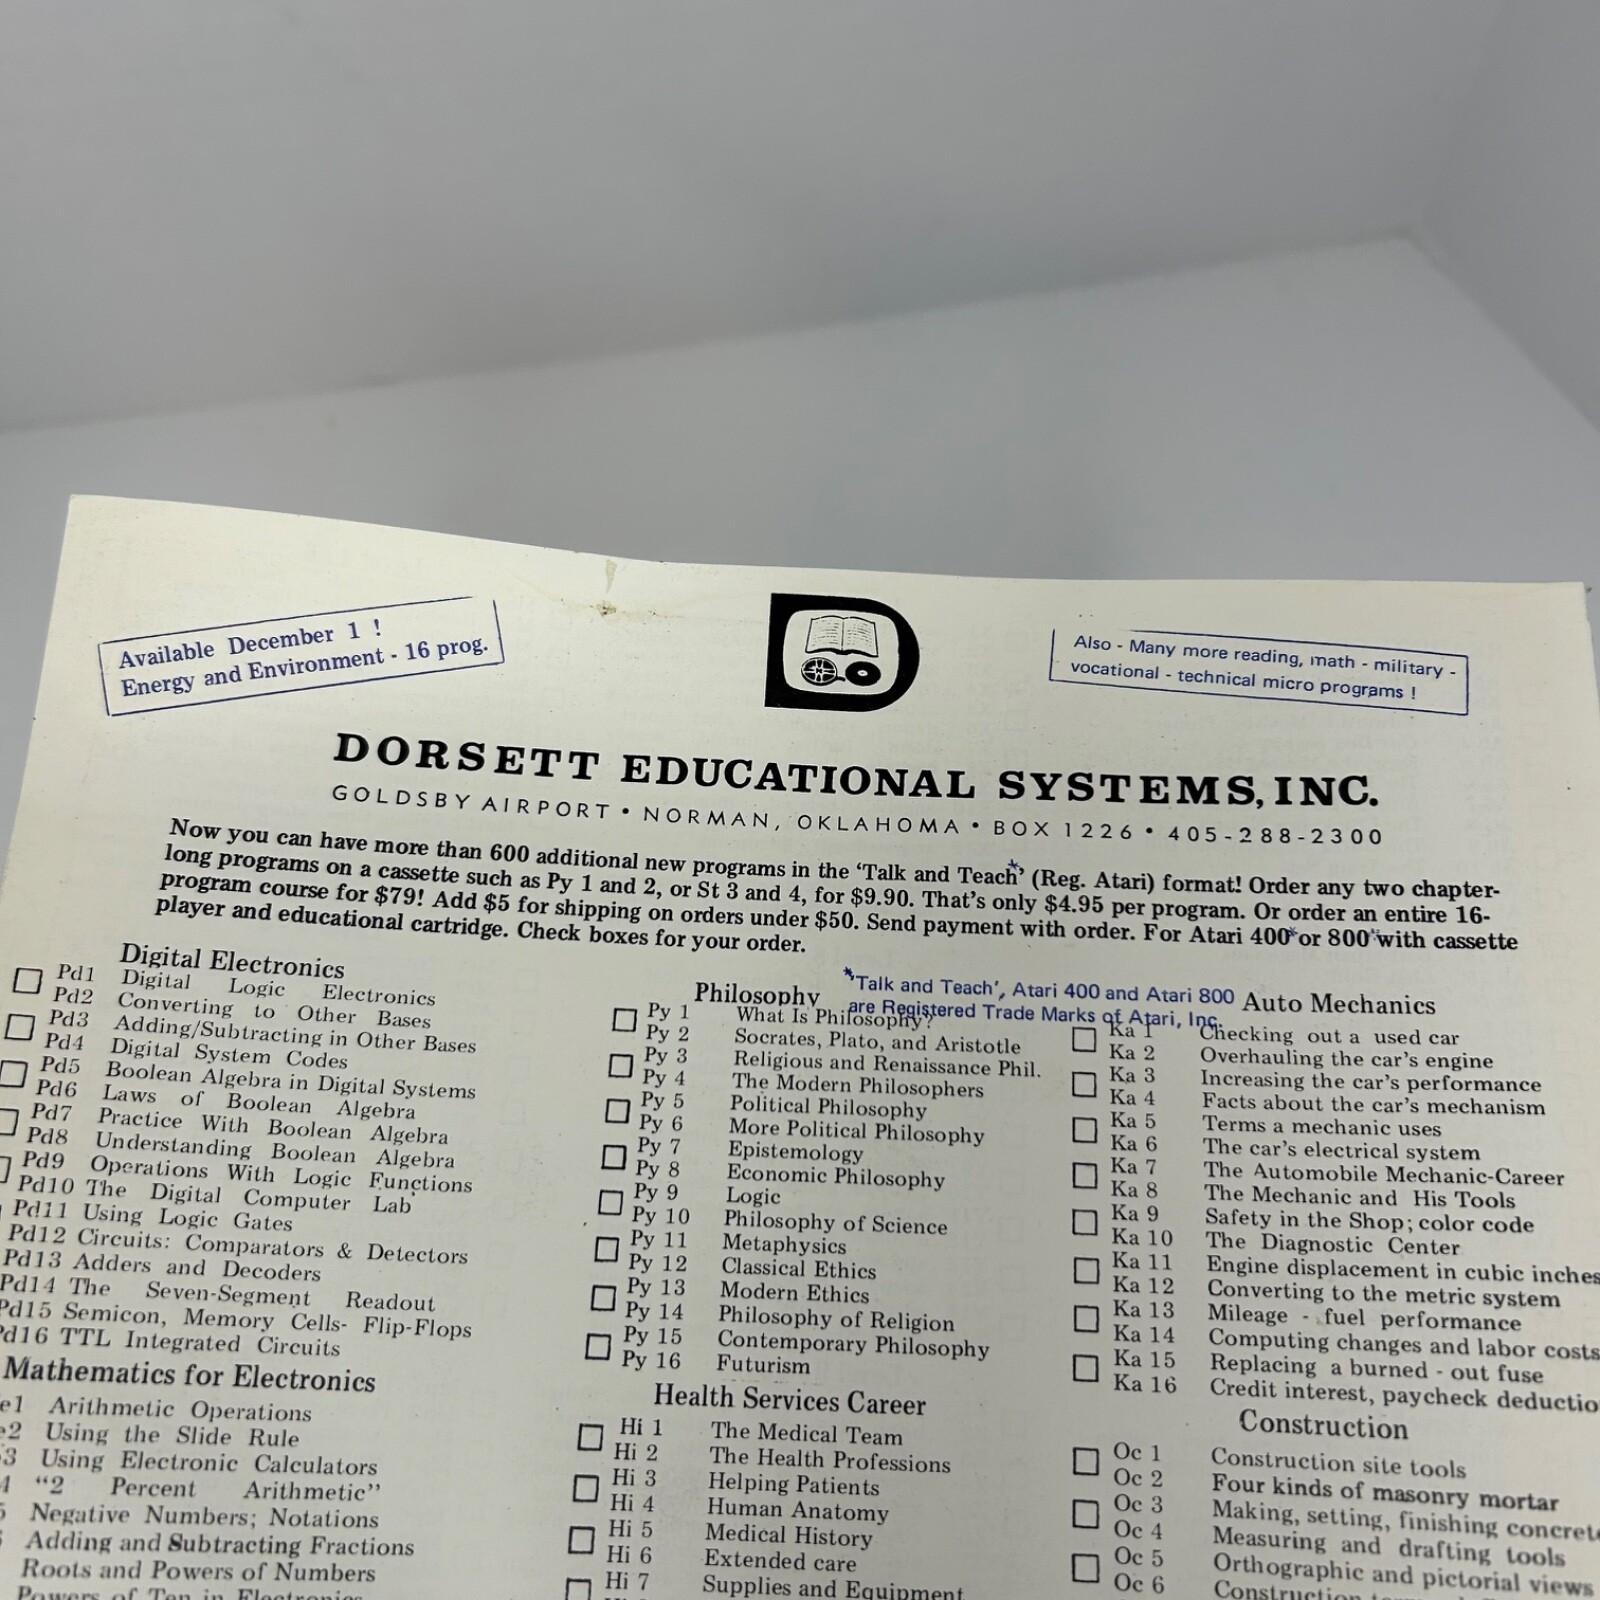 Available December 1 !
Energy and Environment - 16 prog.
Also - Many more reading, math - military -
vocational - technical micro programs !
DORSETT EDUCATIONAL SYSTEMS, INC.
GOLDSBY AIRPORT • NORMAN, OKLAHOMA • BOX 1226 • 405-288-2300
Now you can have more than 600 additional new programs in the ‘Talk and Teach*’ (Reg. Atari) format! Order any two chapter-
long programs on a cassette such as Py 1 and 2, or St 3 and 4, for $9.90. That’s only $4.95 per program. Or order an entire 16-
program course for $79! Add $5 for shipping on orders under $50. Send payment with order. For Atari 400* or 800* with cassette
player and educational cartridge. Check boxes for your order.
*'Talk and Teach', Atari 400 and Atari 800
are Registered Trade Marks of Atari, Inc.
Digital Electronics
Pd1 Digital Logic Electronics
Pd2 Converting to Other Bases
Pd3 Adding/Subtracting in Other Bases
Pd4 Digital System Codes
Pd5 Boolean Algebra in Digital Systems
Pd6 Laws of Boolean Algebra
Pd7 Practice With Boolean Algebra
Pd8 Understanding Boolean Algebra
Pd9 Operations With Logic Functions
Pd10 The Digital Computer Lab
Pd11 Using Logic Gates
Pd12 Circuits: Comparators & Detectors
Pd13 Adders and Decoders
Pd14 The Seven-Segment Readout
Pd15 Semicon, Memory Cells- Flip-Flops
Pd16 TTL Integrated Circuits
Mathematics for Electronics
e1 Arithmetic Operations
e2 Using the Slide Rule
3 Using Electronic Calculators
4 “2 Percent Arithmetic”
5 Negative Numbers; Notations
Adding and Subtracting Fractions
Roots and Powers of Numbers
Powers of Ten in Electronics
Philosophy
Py 1 What Is Philosophy?
Py 2 Socrates, Plato, and Aristotle
Py 3 Religious and Renaissance Phil.
Py 4 The Modern Philosophers
Py 5 Political Philosophy
Py 6 More Political Philosophy
Py 7 Epistemology
Py 8 Economic Philosophy
Py 9 Logic
Py 10 Philosophy of Science
Py 11 Metaphysics
Py 12 Classical Ethics
Py 13 Modern Ethics
Py 14 Philosophy of Religion
Py 15 Contemporary Philosophy
Py 16 Futurism
Health Services Career
Hi 1 The Medical Team
Hi 2 The Health Professions
Hi 3 Helping Patients
Hi 4 Human Anatomy
Hi 5 Medical History
Hi 6 Extended care
Hi 7 Supplies and Equipment
Auto Mechanics
Ka 1 Checking out a used car
Ka 2 Overhauling the car’s engine
Ka 3 Increasing the car’s performance
Ka 4 Facts about the car’s mechanism
Ka 5 Terms a mechanic uses
Ka 6 The car’s electrical system
Ka 7 The Automobile Mechanic-Career
Ka 8 The Mechanic and His Tools
Ka 9 Safety in the Shop; color code
Ka 10 The Diagnostic Center
Ka 11 Engine displacement in cubic inches
Ka 12 Converting to the metric system
Ka 13 Mileage - fuel performance
Ka 14 Computing changes and labor costs
Ka 15 Replacing a burned - out fuse
Ka 16 Credit interest, paycheck deductio
Construction
Oc 1 Construction site tools
Oc 2 Four kinds of masonry mortar
Oc 3 Making, setting, finishing concrete
Oc 4 Measuring and drafting tools
Oc 5 Orthographic and pictorial views
Oc 6 Construction